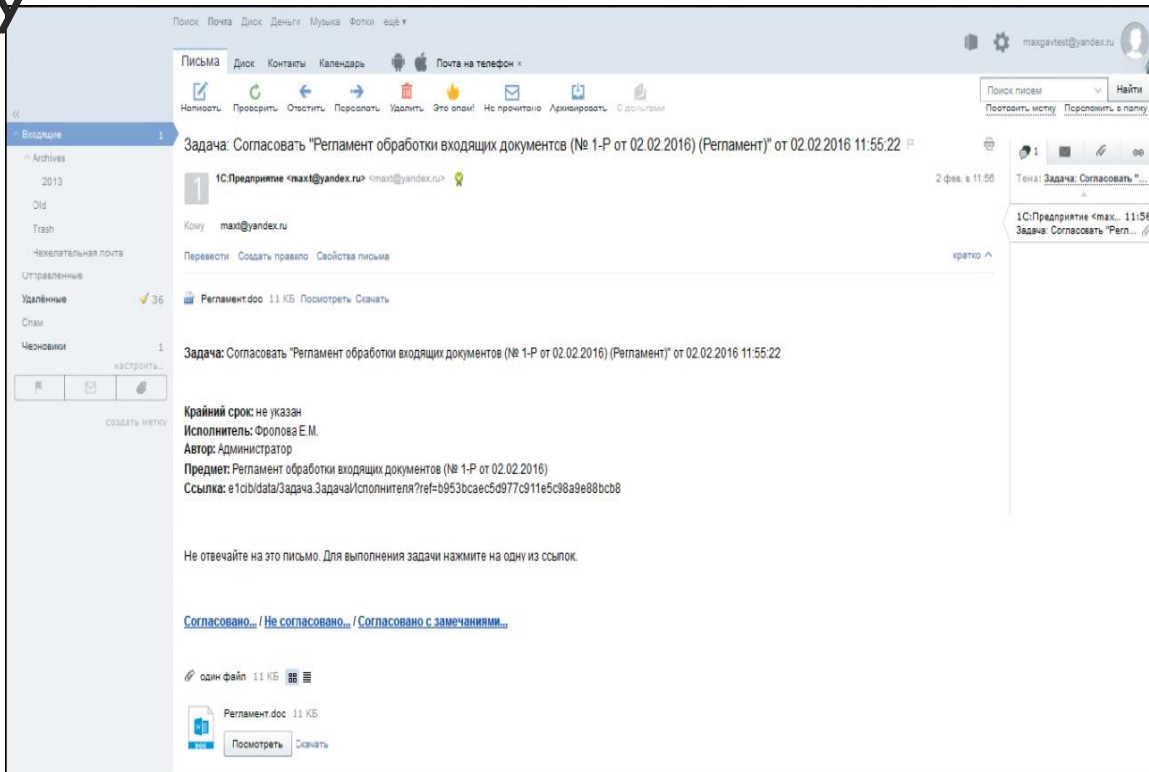 у
Поиск Почта Диск Деньги Музыка Фотки ещё
maxgavtest@yandex.ru
Письма Диск Контакты Календарь Почта на телефон ×
Написать Проверить Ответить Переслать Удалить Это спам! Не прочитано Архивировать С деньгами
Поиск писем Найти
Поставить метку Переложить в папку
Входящие 1
Archives
2013
Old
Trash
Нежелательная почта
Отправленные
Удалённые 36
Спам
Черновики 1
настроить...
создать метку
Задача: Согласовать "Регламент обработки входящих документов (№ 1-Р от 02.02.2016) (Регламент)" от 02.02.2016 11:55:22
1
1С:Предприятие <maxt@yandex.ru> <maxt@yandex.ru>
2 фев. в 11:56
Кому maxt@yandex.ru
Перевести Создать правило Свойства письма
кратко
Регламент.doc 11 КБ Посмотреть Скачать
Задача: Согласовать "Регламент обработки входящих документов (№ 1-Р от 02.02.2016) (Регламент)" от 02.02.2016 11:55:22
Крайний срок: не указан
Исполнитель: Фролова Е.М.
Автор: Администратор
Предмет: Регламент обработки входящих документов (№ 1-Р от 02.02.2016)
Ссылка: e1cib/data/Задача.ЗадачаИсполнителя?ref=b953bcaec5d977c911e5c98a9e88bcb8
Не отвечайте на это письмо. Для выполнения задачи нажмите на одну из ссылок.
Согласовано... / Не согласовано... / Согласовано с замечаниями...
один файл 11 КБ
Регламент.doc 11 КБ
DOC
Посмотреть Скачать
1
Тема: Задача: Согласовать "...
1С:Предприятие <max... 11:56
Задача: Согласовать "Регл...